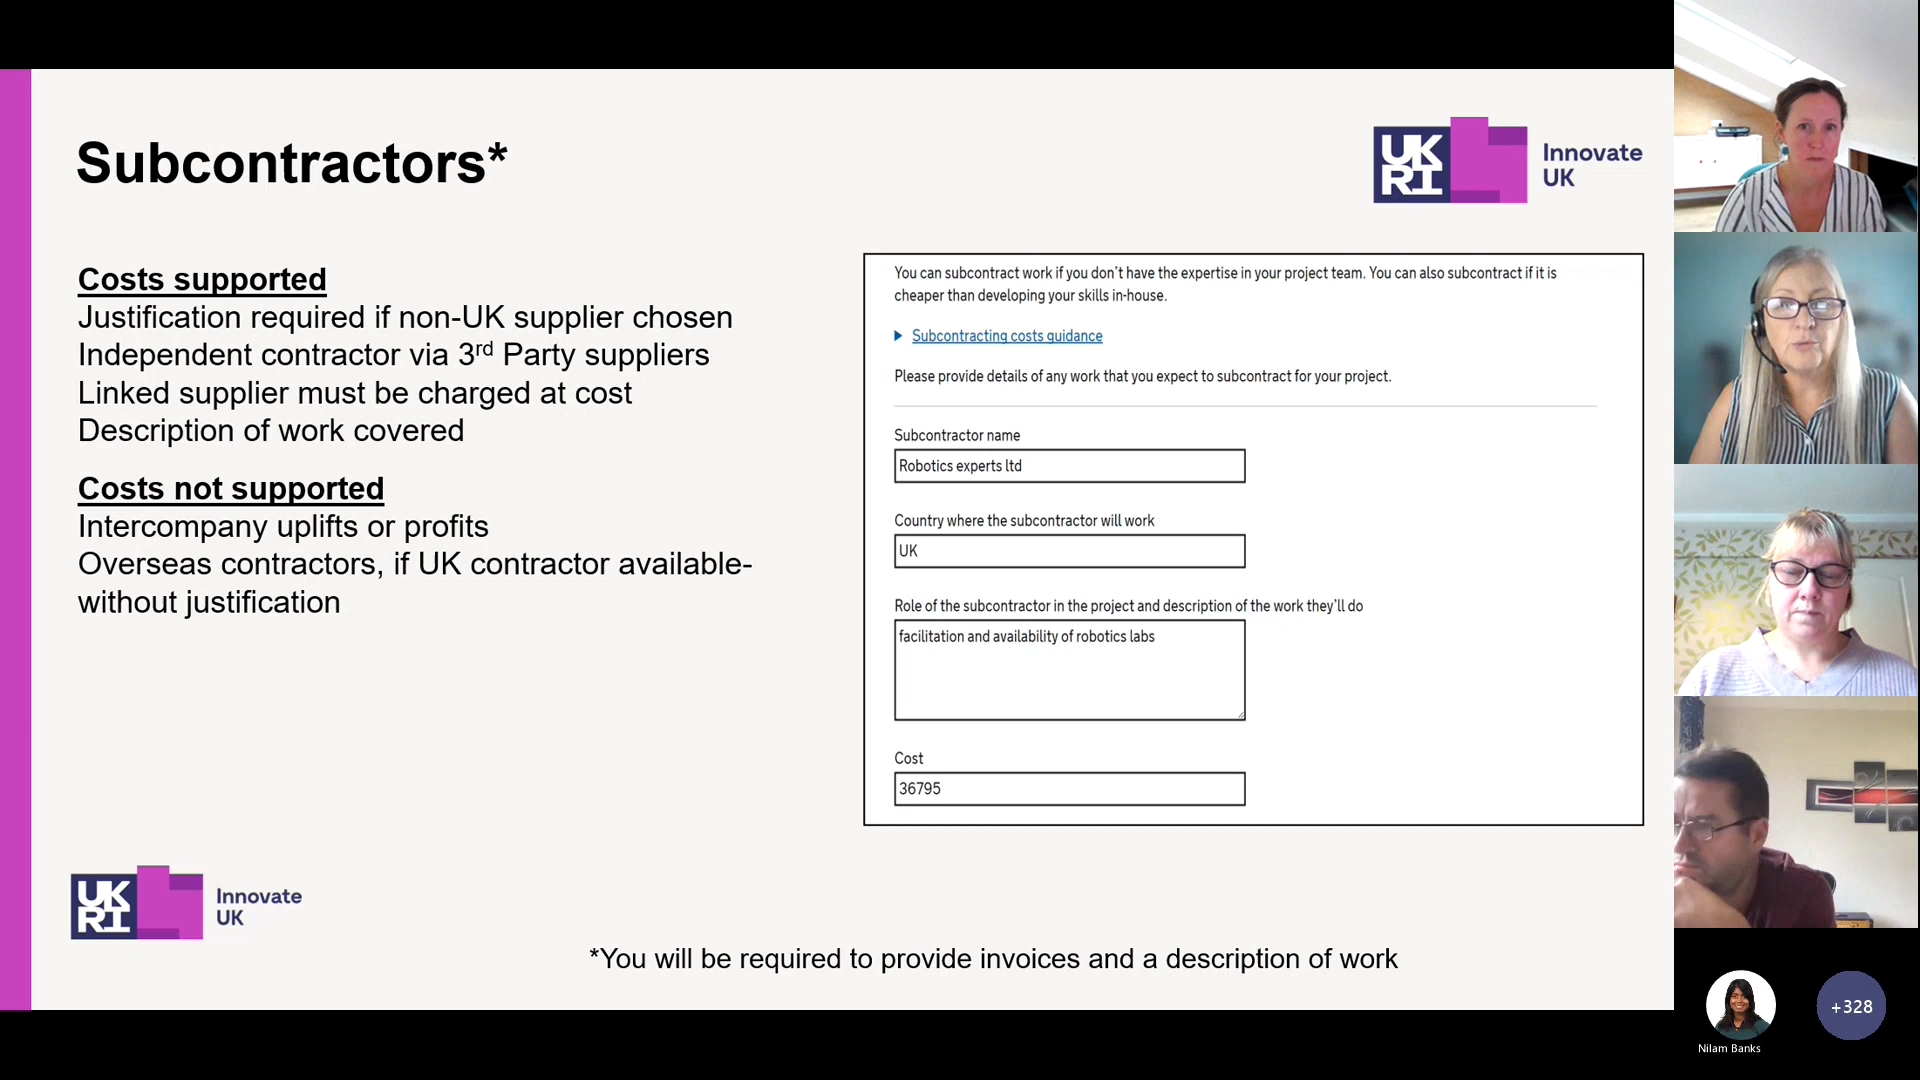 Subcontractors*
UK
RI
Innovate
UK
Costs supported
Justification required if non-UK supplier chosen
Independent contractor via 3rd Party suppliers
Linked supplier must be charged at cost
Description of work covered
Costs not supported
Intercompany uplifts or profits
Overseas contractors, if UK contractor available-
without justification
You can subcontract work if you don't have the expertise in your project team. You can also subcontract if it is
cheaper than developing your skills in-house.
Subcontracting costs guidance
Please provide details of any work that you expect to subcontract for your project.
Subcontractor name
Robotics experts ltd
Country where the subcontractor will work
UK
Role of the subcontractor in the project and description of the work they'll do
facilitation and availability of robotics labs
Cost
36795
UK
RI
Innovate
UK
*You will be required to provide invoices and a description of work
+328
Nilam Banks